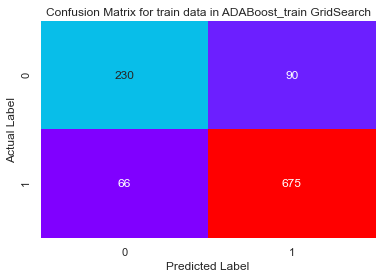 Confusion Matrix for train data in ADABoost_train GridSearch
Actual Label
0
230
90
1
66
675
0
1
Predicted Label